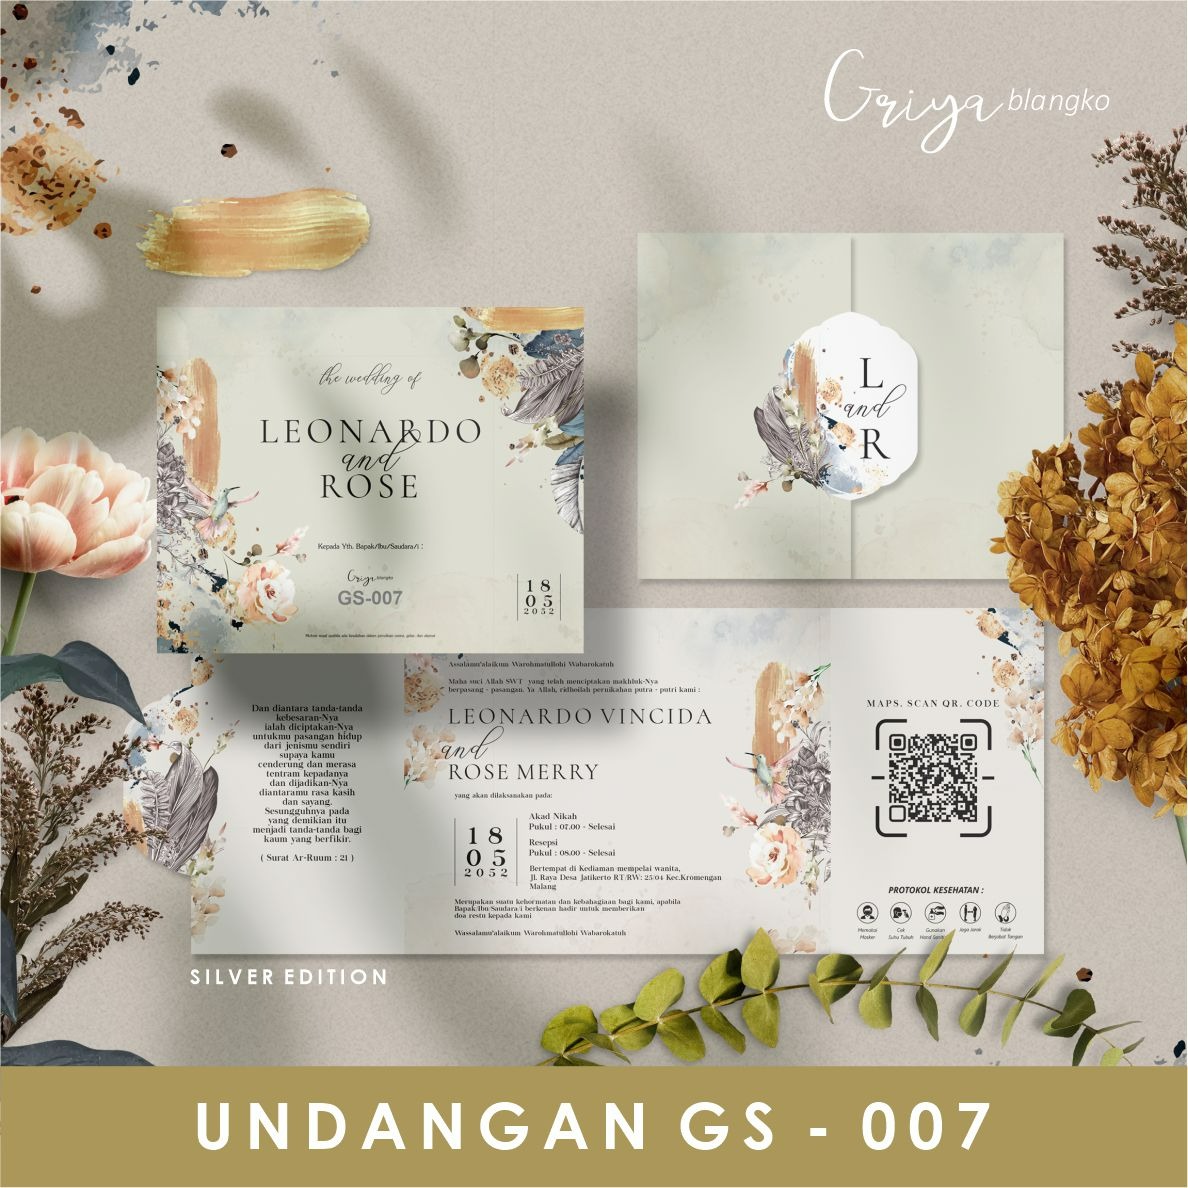 Griya blangko
the wedding of
LEONARDO
and
ROSE
Kepada Yth. Bapak/Ibu/Saudara/i :
Griya blangko
GS-007
18
05
2052
L
and
R
Dan diantara tanda-tanda
kebesaran-Nya
ialah diciptakan-Nya
untukmu pasangan hidup
dari jenismu sendiri
supaya kamu
cenderung dan merasa
tentram kepadanya
dan dijadikan-Nya
diantaramu rasa kasih
dan sayang.
Sesungguhnya pada
yang demikian itu
menjadi tanda-tanda bagi
kaum yang berfikir.
( Surat Ar-Ruum : 21 )
Assalamu'alaikum Warohmatullohi Wabarokatuh
Maha suci Allah SWT yang telah menciptakan makhluk-Nya
berpasang - pasangan. Ya Allah, ridhoilah pernikahan putra - putri kami :
LEONARDO VINCIDA
and
ROSE MERRY
yang akan dilaksanakan pada:
18
05
2052
Akad Nikah
Pukul : 07.00 - Selesai
Resepsi
Pukul : 08.00 - Selesai
Bertempat di Kediaman mempelai wanita,
Jl. Raya Desa Jatikerto RT/RW: 25/04 Kec.Kromengan
Malang
Merupakan suatu kehormatan dan kebahagiaan bagi kami, apabila
Bapak/Ibu/Saudara/i berkenan hadir untuk memberikan
doa restu kepada kami
Wassalamu'alaikum Warohmatullohi Wabarokatuh
MAPS. SCAN QR. CODE
PROTOKOL KESEHATAN :
Memakai
Masker
Cek
Suhu Tubuh
Gunakan
Hand
Jaga Jarak
Tidak
Berjabat Tangan
SILVER EDITION
UNDANGAN GS - 007